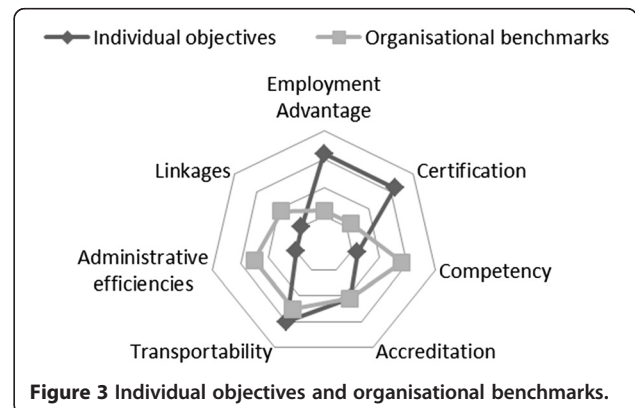 Individual objectives
Organisational benchmarks
Employment
Advantage
Linkages
Certification
Administrative
efficiencies
Competency
Transportability
Accreditation
Figure 3 Individual objectives and organisational benchmarks.